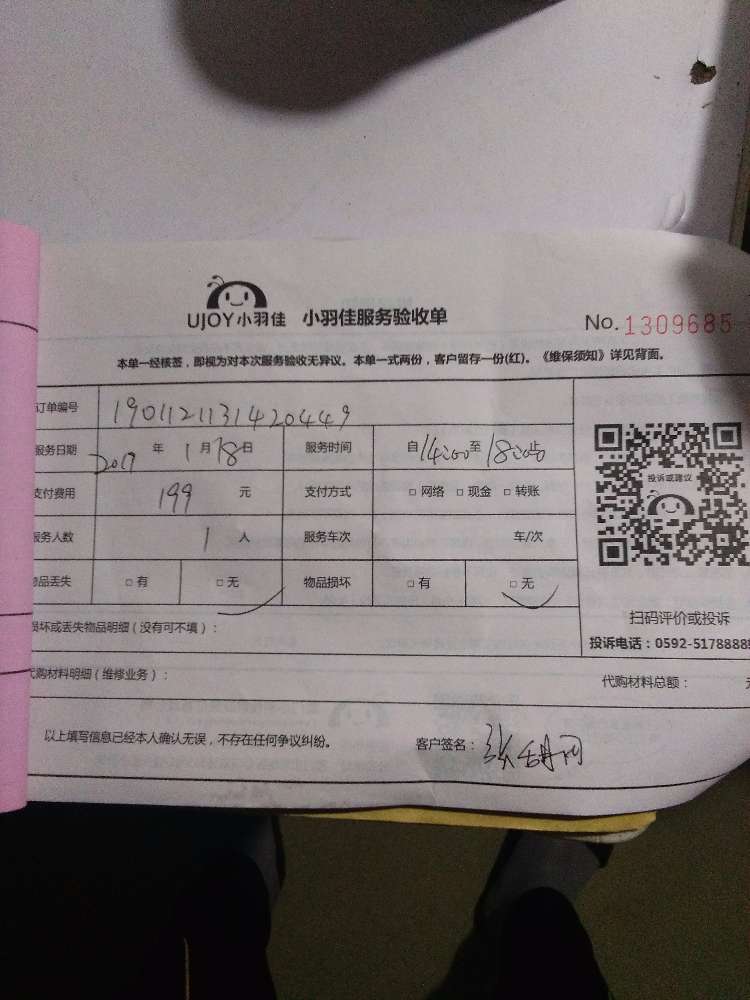 UJOY小羽佳 小羽佳服务验收单 No. 1309685
本单一经核签，即视为对本次服务验收无异议。本单一式两份，客户留存一份(红)。《维保须知》详见背面。
订单编号 1901121131420449
服务日期 2019 年 1 月 18 日 服务时间 自 14:00 至 18:00 止
支付费用 199 元 支付方式 □ 网络 □ 现金 □ 转账
投诉或建议
服务人数 1 人 服务车次 车/次
物品丢失 □ 有 □ 无 物品损坏 □ 有 □ 无
扫码评价或投诉
损坏或丢失物品明细（没有可不填）：
投诉电话：0592-5178888
代购材料明细（维修业务）： 代购材料总额： 元
以上填写信息已经本人确认无误，不存在任何争议纠纷。 客户签名：